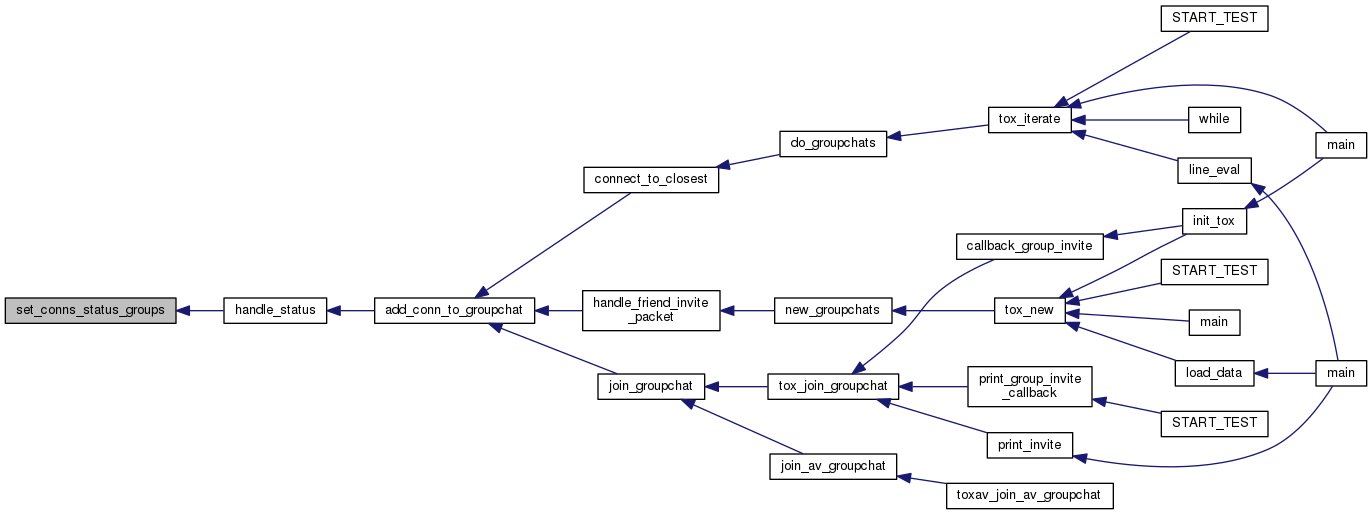 START_TEST
tox_iterate
while
main
do_groupchats
line_eval
connect_to_closest
init_tox
callback_group_invite
START_TEST
set_conns_status_groups
handle_status
add_conn_to_groupchat
handle_friend_invite
_packet
new_groupchats
tox_new
main
load_data
main
join_groupchat
tox_join_groupchat
print_group_invite
_callback
START_TEST
print_invite
join_av_groupchat
toxav_join_av_groupchat